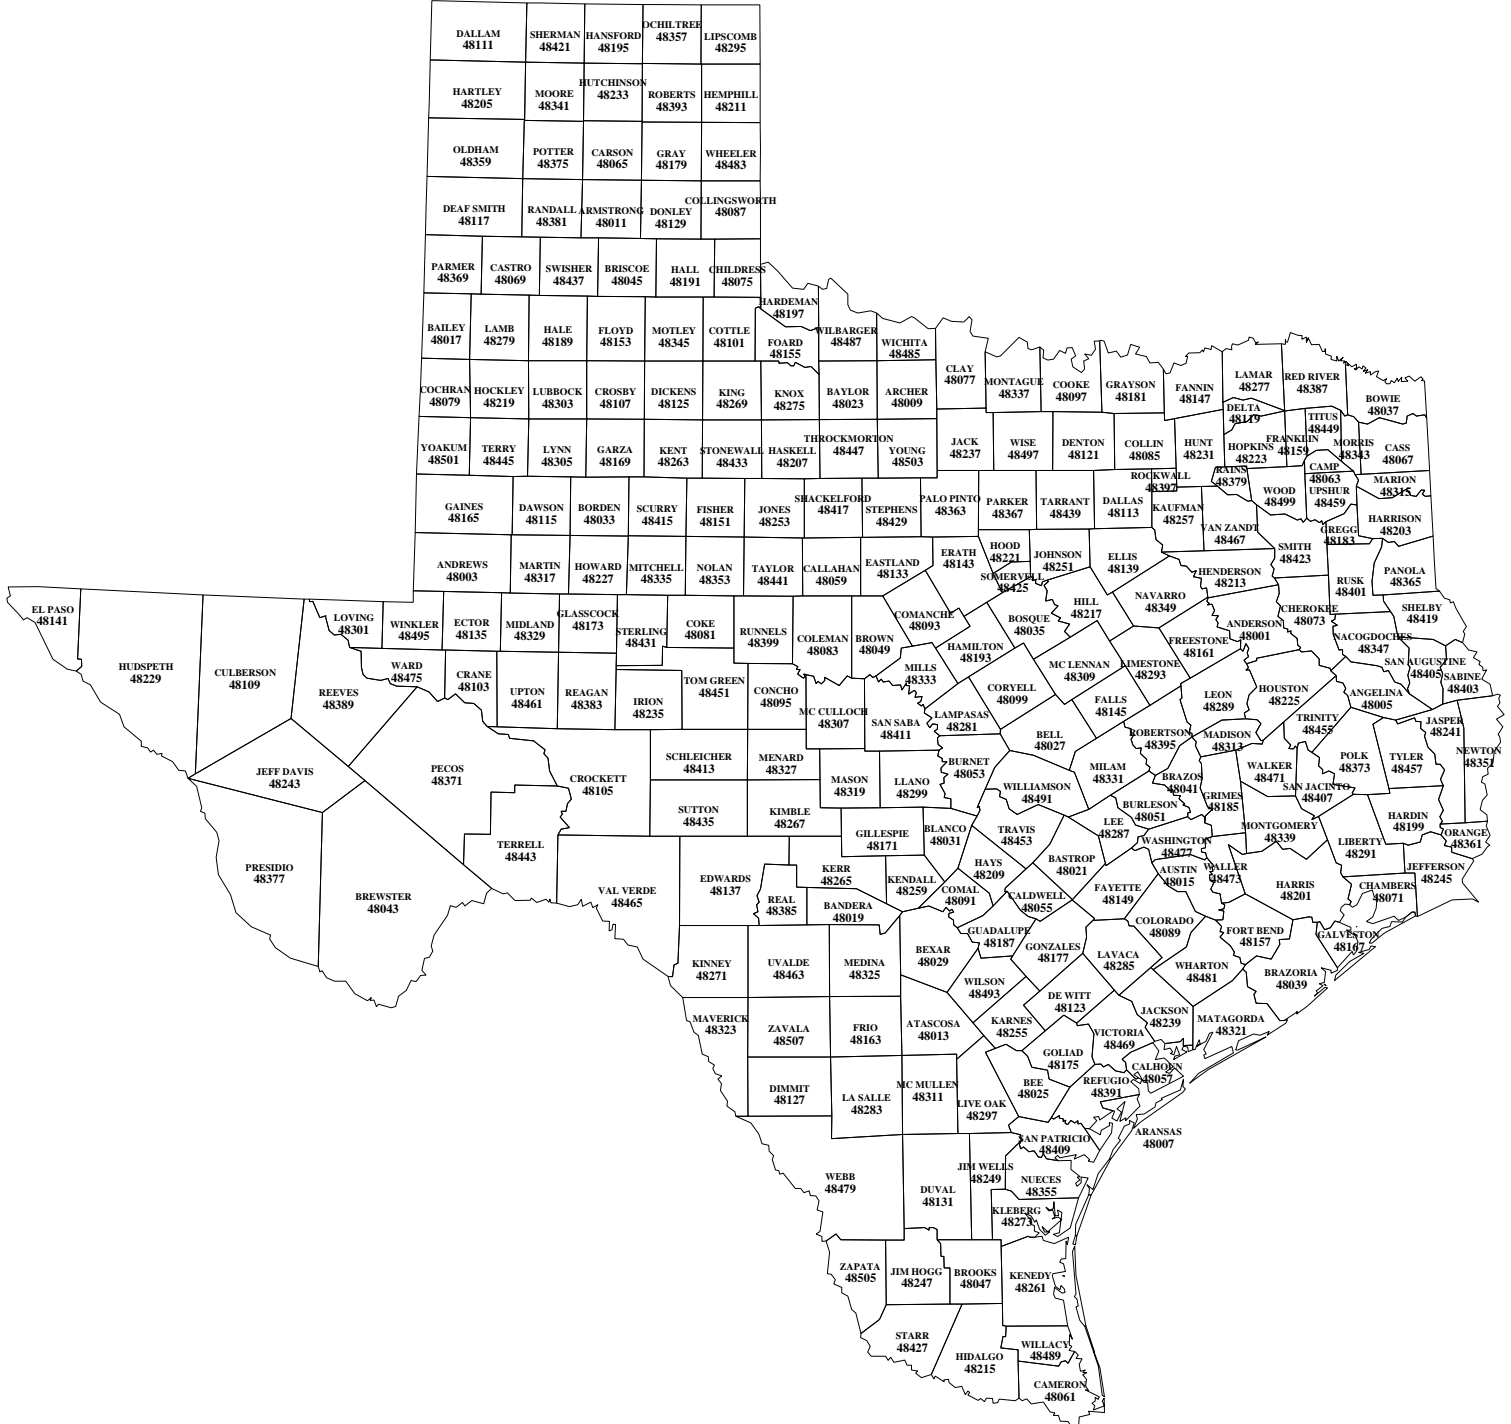 DALLAM
48111
SHERMAN
48421
HANSFORD
48195
OCHILTREE
48357
LIPSCOMB
48295
HARTLEY
48205
MOORE
48341
HUTCHINSON
48233
ROBERTS
48393
HEMPHILL
48211
OLDHAM
48359
POTTER
48375
CARSON
48065
GRAY
48179
WHEELER
48483
DEAF SMITH
48117
RANDALL
48381
ARMSTRONG
48011
DONLEY
48129
COLLINGSWORTH
48087
PARMER
48369
CASTRO
48069
SWISHER
48437
BRISCOE
48045
HALL
48191
CHILDRESS
48075
HARDEMAN
48197
BAILEY
48017
LAMB
48279
HALE
48189
FLOYD
48153
MOTLEY
48345
COTTLE
48101
FOARD
48155
WILBARGER
48487
WICHITA
48485
CLAY
48077
MONTAGUE
48337
COOKE
48097
GRAYSON
48181
FANNIN
48147
LAMAR
48277
RED RIVER
48387
BOWIE
48037
COCHRAN
48079
HOCKLEY
48219
LUBBOCK
48303
CROSBY
48107
DICKENS
48125
KING
48269
KNOX
48275
BAYLOR
48023
ARCHER
48009
DELTA
48119
TITUS
48449
YOAKUM
48501
TERRY
48445
LYNN
48305
GARZA
48169
KENT
48263
STONEWALL
48433
HASKELL
48207
THROCKMORTON
48447
YOUNG
48503
JACK
48237
WISE
48497
DENTON
48121
COLLIN
48085
HUNT
48231
HOPKINS
48223
FRANKLIN
48159
MORRIS
48343
CASS
48067
ROCKWALL
48397
RAINS
48379
CAMP
48063
MARION
48315
GAINES
48165
DAWSON
48115
BORDEN
48033
SCURRY
48415
FISHER
48151
JONES
48253
SHACKELFORD
48417
STEPHENS
48429
PALO PINTO
48363
PARKER
48367
TARRANT
48439
DALLAS
48113
KAUFMAN
48257
VAN ZANDT
48467
WOOD
48499
UPSHUR
48459
GREGG
48183
HARRISON
48203
ANDREWS
48003
MARTIN
48317
HOWARD
48227
MITCHELL
48335
NOLAN
48353
TAYLOR
48441
CALLAHAN
48059
EASTLAND
48133
ERATH
48143
HOOD
48221
SOMERVELL
48425
JOHNSON
48251
ELLIS
48139
HENDERSON
48213
SMITH
48423
RUSK
48401
PANOLA
48365
EL PASO
48141
HUDSPETH
48229
CULBERSON
48109
REEVES
48389
LOVING
48301
WINKLER
48495
ECTOR
48135
MIDLAND
48329
GLASSCOCK
48173
STERLING
48431
COKE
48081
RUNNELS
48399
COLEMAN
48083
BROWN
48049
COMANCHE
48093
HAMILTON
48193
BOSQUE
48035
HILL
48217
NAVARRO
48349
FREESTONE
48161
ANDERSON
48001
CHEROKEE
48073
NACOGDOCHES
48347
SHELBY
48419
WARD
48475
CRANE
48103
UPTON
48461
REAGAN
48383
IRION
48235
TOM GREEN
48451
CONCHO
48095
MC CULLOCH
48307
SAN SABA
48411
MILLS
48333
LAMPASAS
48281
CORYELL
48099
MC LENNAN
48309
LIMESTONE
48293
FALLS
48145
LEON
48289
HOUSTON
48225
ANGELINA
48005
SAN AUGUSTINE
48405
SABINE
48403
JEFF DAVIS
48243
PECOS
48371
CROCKETT
48105
SCHLEICHER
48413
MENARD
48327
MASON
48319
LLANO
48299
BURNET
48053
BELL
48027
MILAM
48331
ROBERTSON
48395
MADISON
48313
TRINITY
48455
POLK
48373
TYLER
48457
JASPER
48241
NEWTON
48351
TERRELL
48443
SUTTON
48435
KIMBLE
48267
GILLESPIE
48171
BLANCO
48031
WILLIAMSON
48491
TRAVIS
48453
LEE
48287
BURLESON
48051
BRAZOS
48041
GRIMES
48185
WALKER
48471
SAN JACINTO
48407
MONTGOMERY
48339
LIBERTY
48291
HARDIN
48199
ORANGE
48361
PRESIDIO
48377
BREWSTER
48043
VAL VERDE
48465
EDWARDS
48137
REAL
48385
KERR
48265
BANDERA
48019
KENDALL
48259
COMAL
48091
HAYS
48209
CALDWELL
48055
BASTROP
48021
FAYETTE
48149
WASHINGTON
48477
AUSTIN
48015
WALLER
48473
HARRIS
48201
CHAMBERS
48071
JEFFERSON
48245
KINNEY
48271
UVALDE
48463
MEDINA
48325
BEXAR
48029
GUADALUPE
48187
GONZALES
48177
LAVACA
48285
COLORADO
48089
FORT BEND
48157
GALVESTON
48167
BRAZORIA
48039
WHARTON
48481
WILSON
48493
DE WITT
48123
JACKSON
48239
MATAGORDA
48321
MAVERICK
48323
ZAVALA
48507
FRIO
48163
ATASCOSA
48013
KARNES
48255
GOLIAD
48175
VICTORIA
48469
CALHOUN
48057
DIMMIT
48127
LA SALLE
48283
MC MULLEN
48311
LIVE OAK
48297
BEE
48025
REFUGIO
48391
ARANSAS
48007
SAN PATRICIO
48409
WEBB
48479
DUVAL
48131
JIM WELLS
48249
NUECES
48355
KLEBERG
48273
ZAPATA
48505
JIM HOGG
48247
BROOKS
48047
KENEDY
48261
STARR
48427
HIDALGO
48215
WILLACY
48489
CAMERON
48061